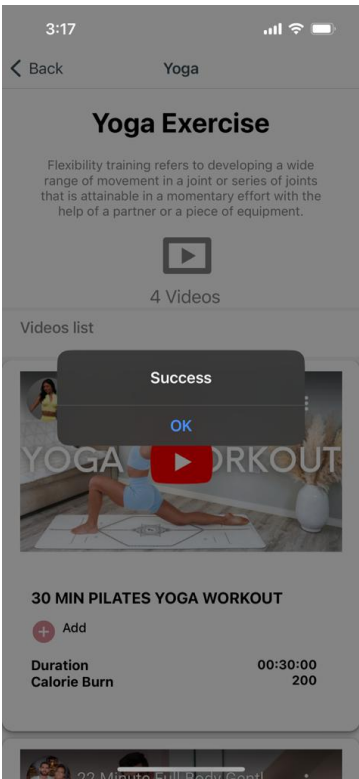 3:17
Back
Yoga
Yoga Exercise
Flexibility training refers to developing a wide
range of movement in a joint or series of joints
that is attainable in a momentary effort with the
help of a partner or a piece of equipment.
4 Videos
Videos list
Success
OK
YOGA WORKOUT
30 MIN PILATES YOGA WORKOUT
Add
Duration 00:30:00
Calorie Burn 200
22 Minute Full Body